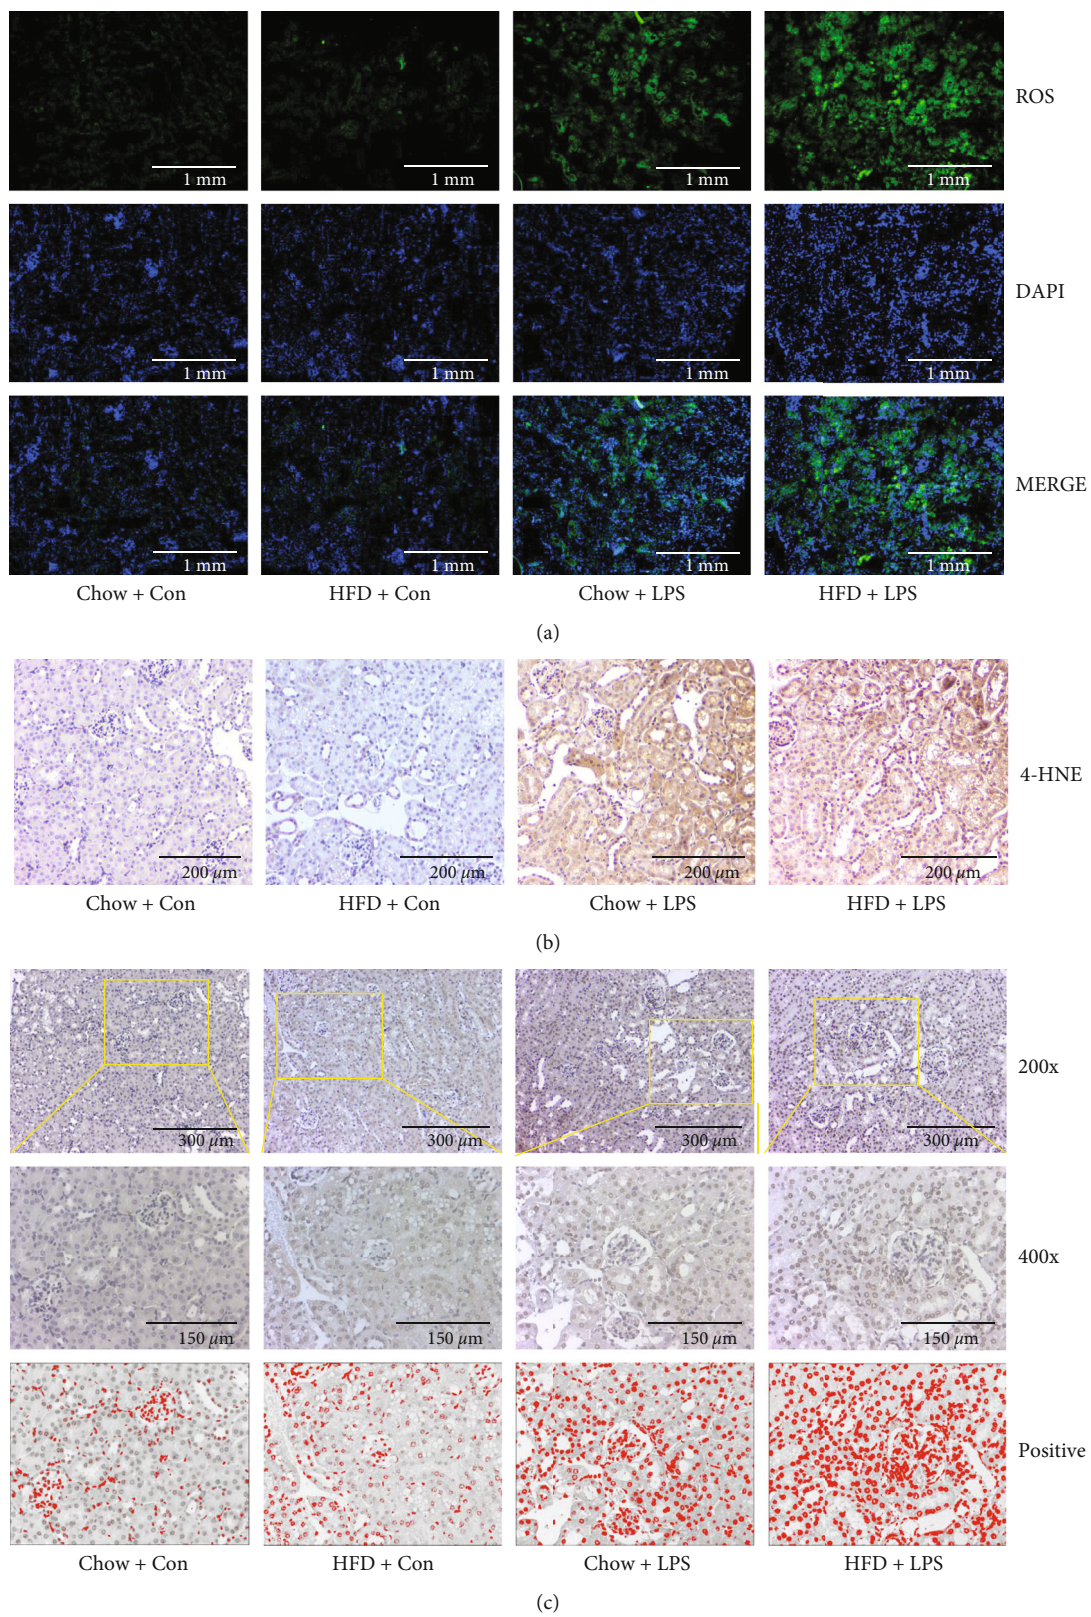 ROS
1 mm
1 mm
1 mm
1 mm
DAPI
1 mm
1 mm
1 mm
1 mm
MERGE
1 mm
1 mm
1 mm
1 mm
Chow + Con
HFD + Con
Chow + LPS
HFD + LPS
(a)
4-HNE
200 μm
200 μm
200 μm
200 μm
Chow + Con
HFD + Con
Chow + LPS
HFD + LPS
(b)
200x
300 μm
300 μm
300 μm
300 μm
400x
150 μm
150 μm
150 μm
150 μm
Positive
Chow + Con
HFD + Con
Chow + LPS
HFD + LPS
(c)